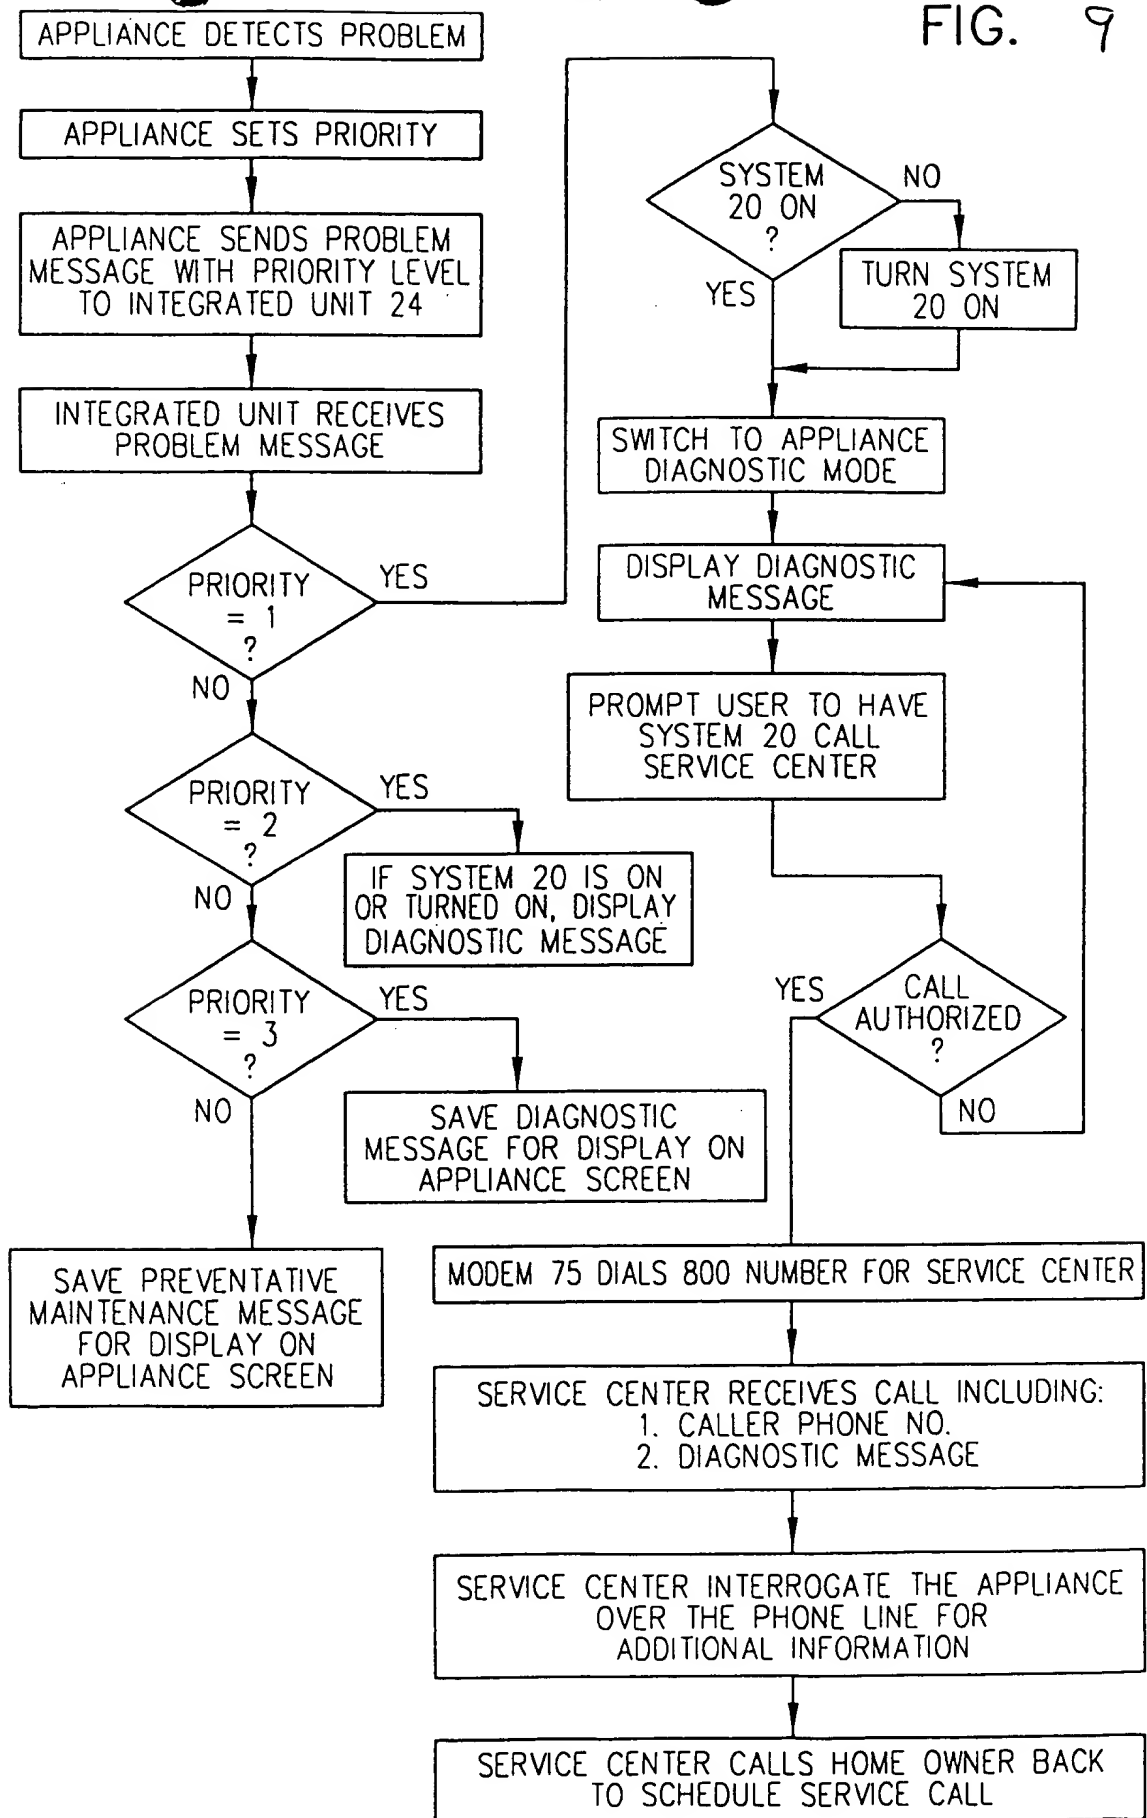 FIG. 9
APPLIANCE DETECTS PROBLEM
APPLIANCE SETS PRIORITY
APPLIANCE SENDS PROBLEM
MESSAGE WITH PRIORITY LEVEL
TO INTEGRATED UNIT 24
INTEGRATED UNIT RECEIVES
PROBLEM MESSAGE
PRIORITY
= 1
?
YES
NO
PRIORITY
= 2
?
YES
NO
IF SYSTEM 20 IS ON
OR TURNED ON, DISPLAY
DIAGNOSTIC MESSAGE
PRIORITY
= 3
?
YES
NO
SAVE DIAGNOSTIC
MESSAGE FOR DISPLAY ON
APPLIANCE SCREEN
SAVE PREVENTATIVE
MAINTENANCE MESSAGE
FOR DISPLAY ON
APPLIANCE SCREEN
SYSTEM
20 ON
?
NO
YES
TURN SYSTEM
20 ON
SWITCH TO APPLIANCE
DIAGNOSTIC MODE
DISPLAY DIAGNOSTIC
MESSAGE
PROMPT USER TO HAVE
SYSTEM 20 CALL
SERVICE CENTER
CALL
AUTHORIZED
?
YES
NO
MODEM 75 DIALS 800 NUMBER FOR SERVICE CENTER
SERVICE CENTER RECEIVES CALL INCLUDING:
1. CALLER PHONE NO.
2. DIAGNOSTIC MESSAGE
SERVICE CENTER INTERROGATE THE APPLIANCE
OVER THE PHONE LINE FOR
ADDITIONAL INFORMATION
SERVICE CENTER CALLS HOME OWNER BACK
TO SCHEDULE SERVICE CALL